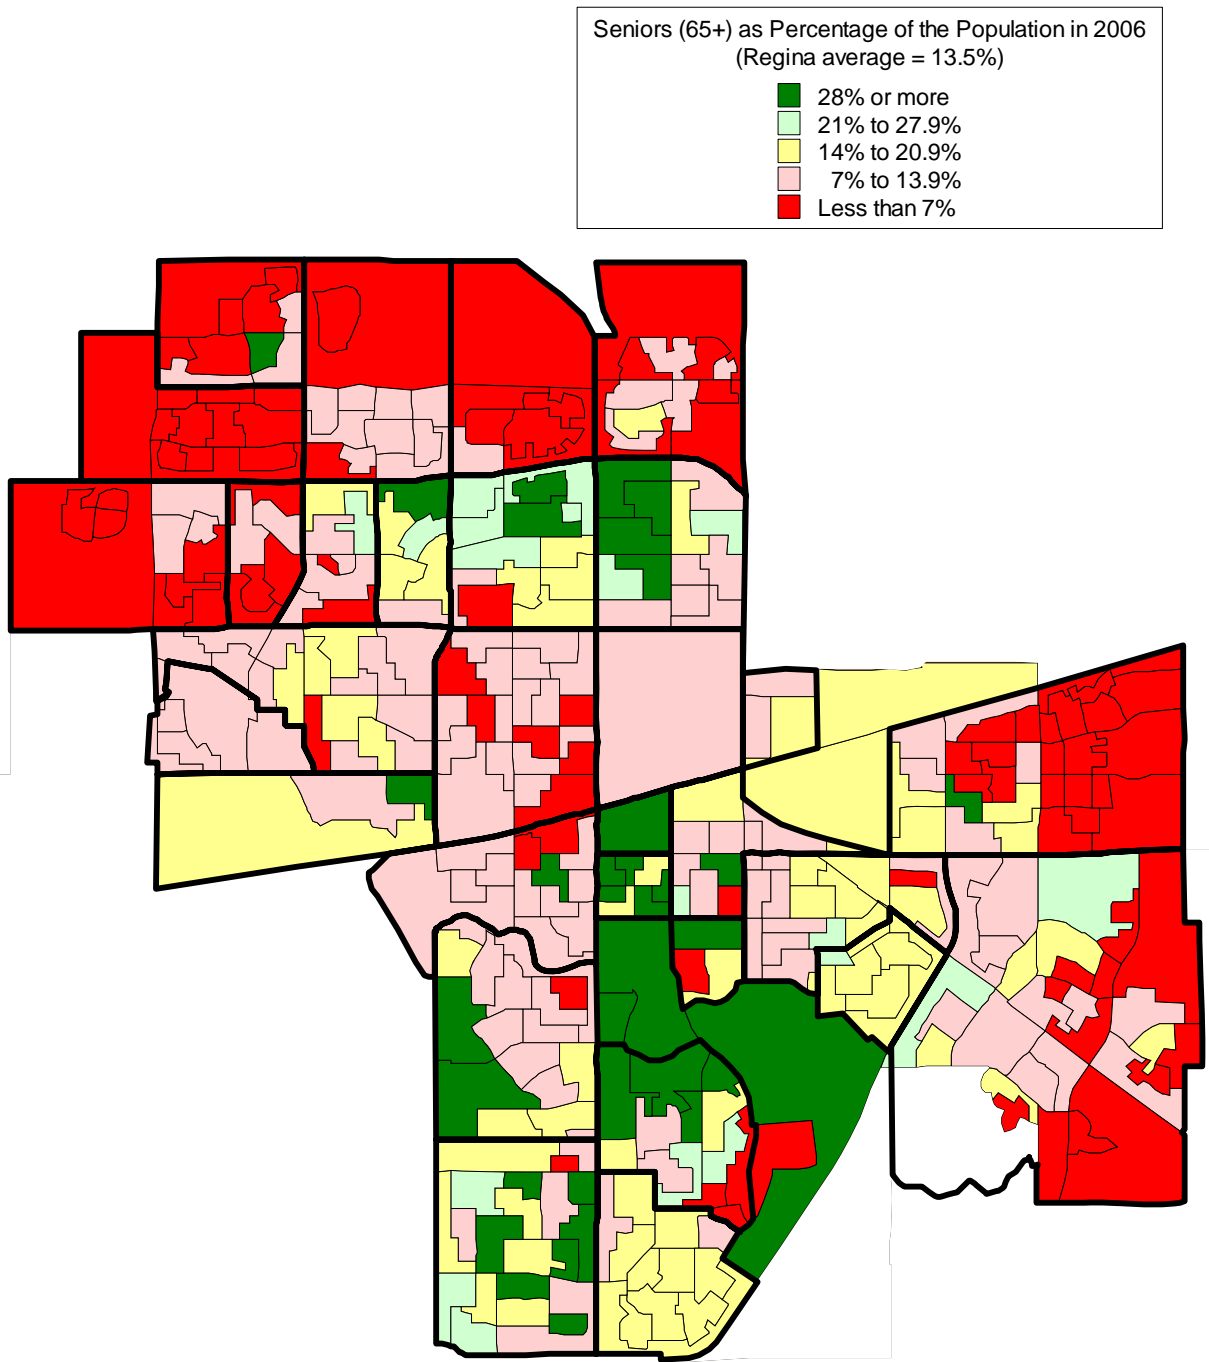 Seniors (65+) as Percentage of the Population in 2006
(Regina average = 13.5%)
28% or more
21% to 27.9%
14% to 20.9%
7% to 13.9%
Less than 7%